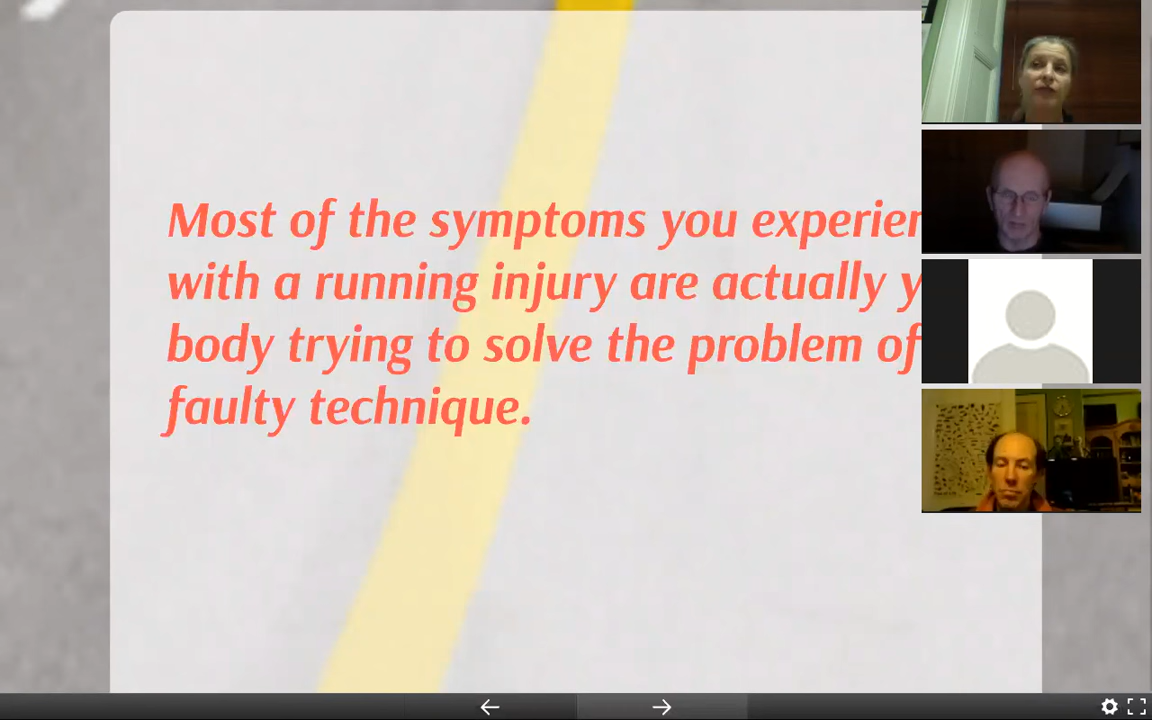 Most of the symptoms you
with a running injury are actually
body trying to solve the problem of
faulty technique.